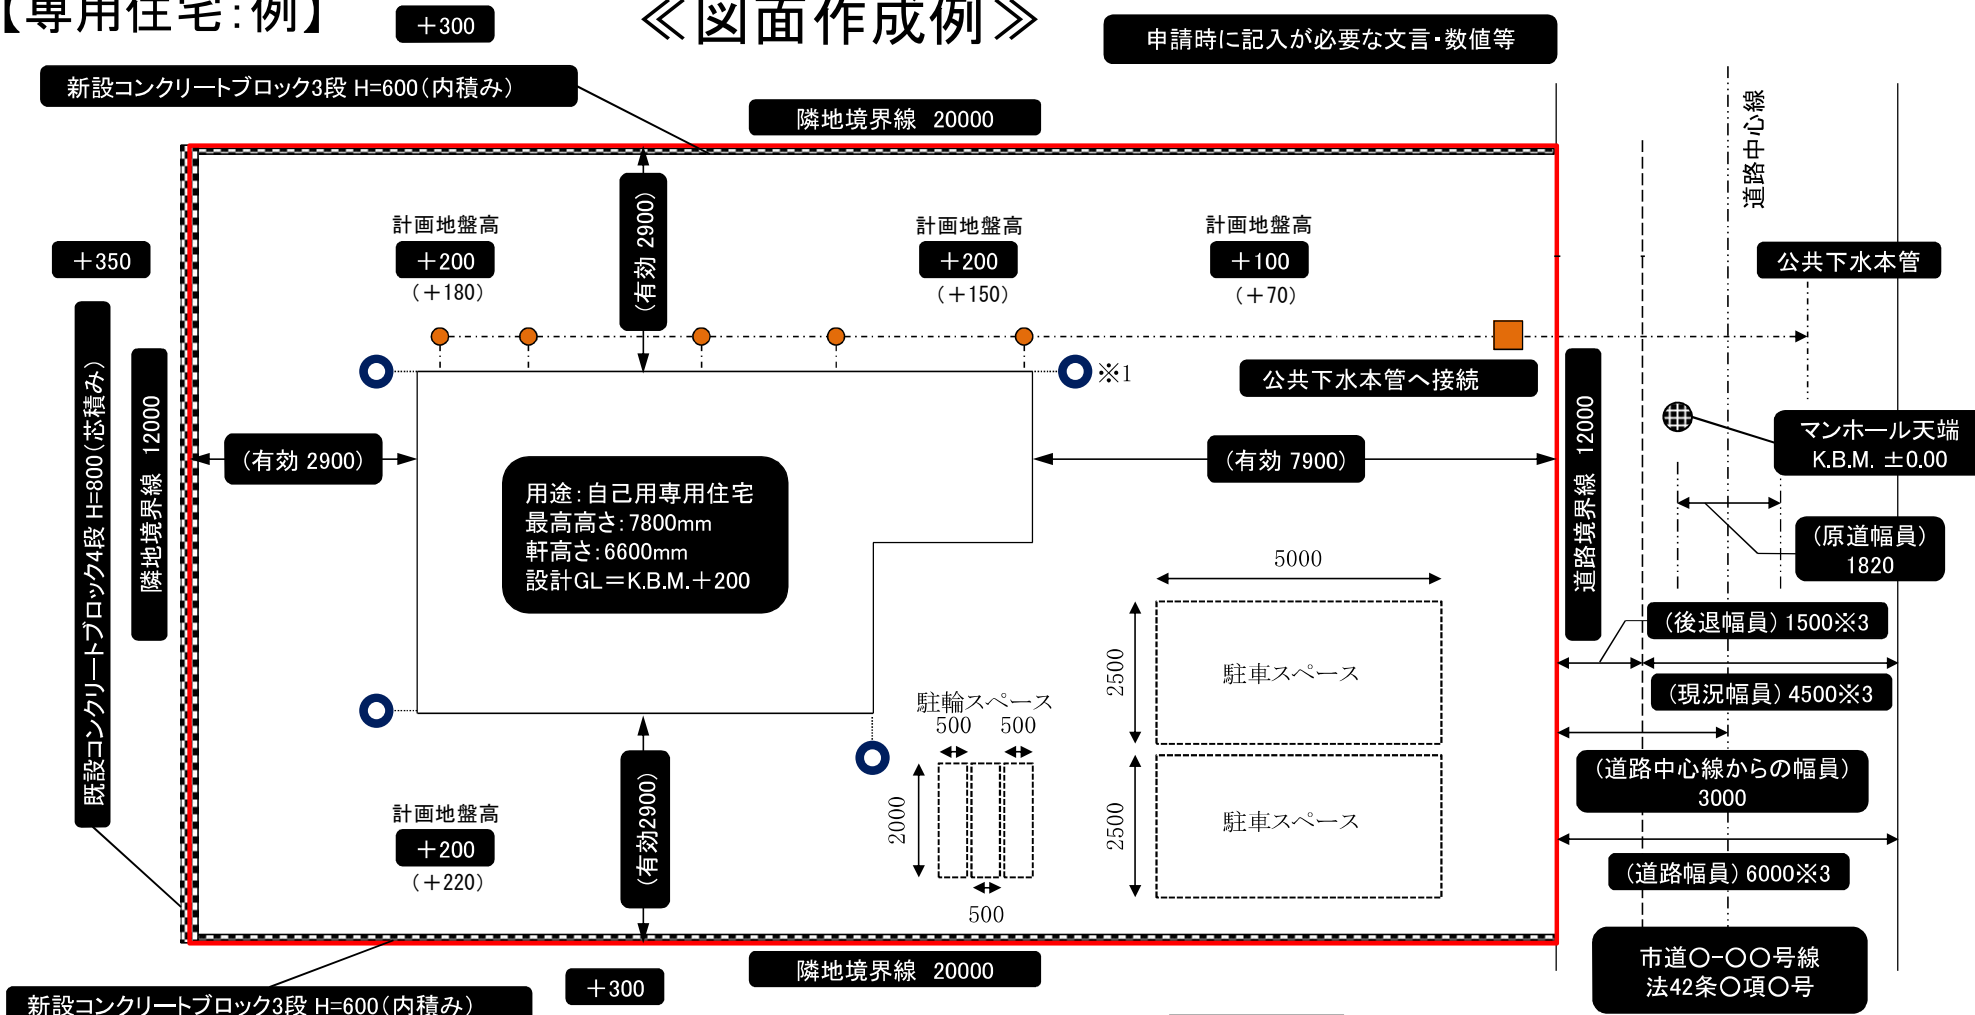 【専用住宅:例】
≪図面作成例≫
+300
申請時に記入が必要な文言・数値等
新設コンクリートブロック3段 H=600(内積み)
隣地境界線 20000
道路中心線
計画地盤高
+200
(+180)
(有効 2900)
計画地盤高
+200
(+150)
計画地盤高
+100
(+70)
+350
公共下水本管
既設コンクリートブロック4段 H=800(芯積み)
隣地境界線 12000
※1
公共下水本管へ接続
道路境界線 12000
マンホール天端
K.B.M. ±0.00
(有効 2900)
(有効 7900)
用途:自己用専用住宅
最高高さ:7800mm
軒高さ:6600mm
設計GL=K.B.M.+200
(原道幅員)
1820
5000
2500
駐車スペース
(後退幅員) 1500※3
(現況幅員) 4500※3
駐輪スペース
500
500
2000
500
2500
駐車スペース
(道路中心線からの幅員)
3000
計画地盤高
+200
(+220)
(有効2900)
(道路幅員) 6000※3
市道〇-〇〇号線
法42条〇項〇号
隣地境界線 20000
+300
新設コンクリートブロック3段 H=600(内積み)